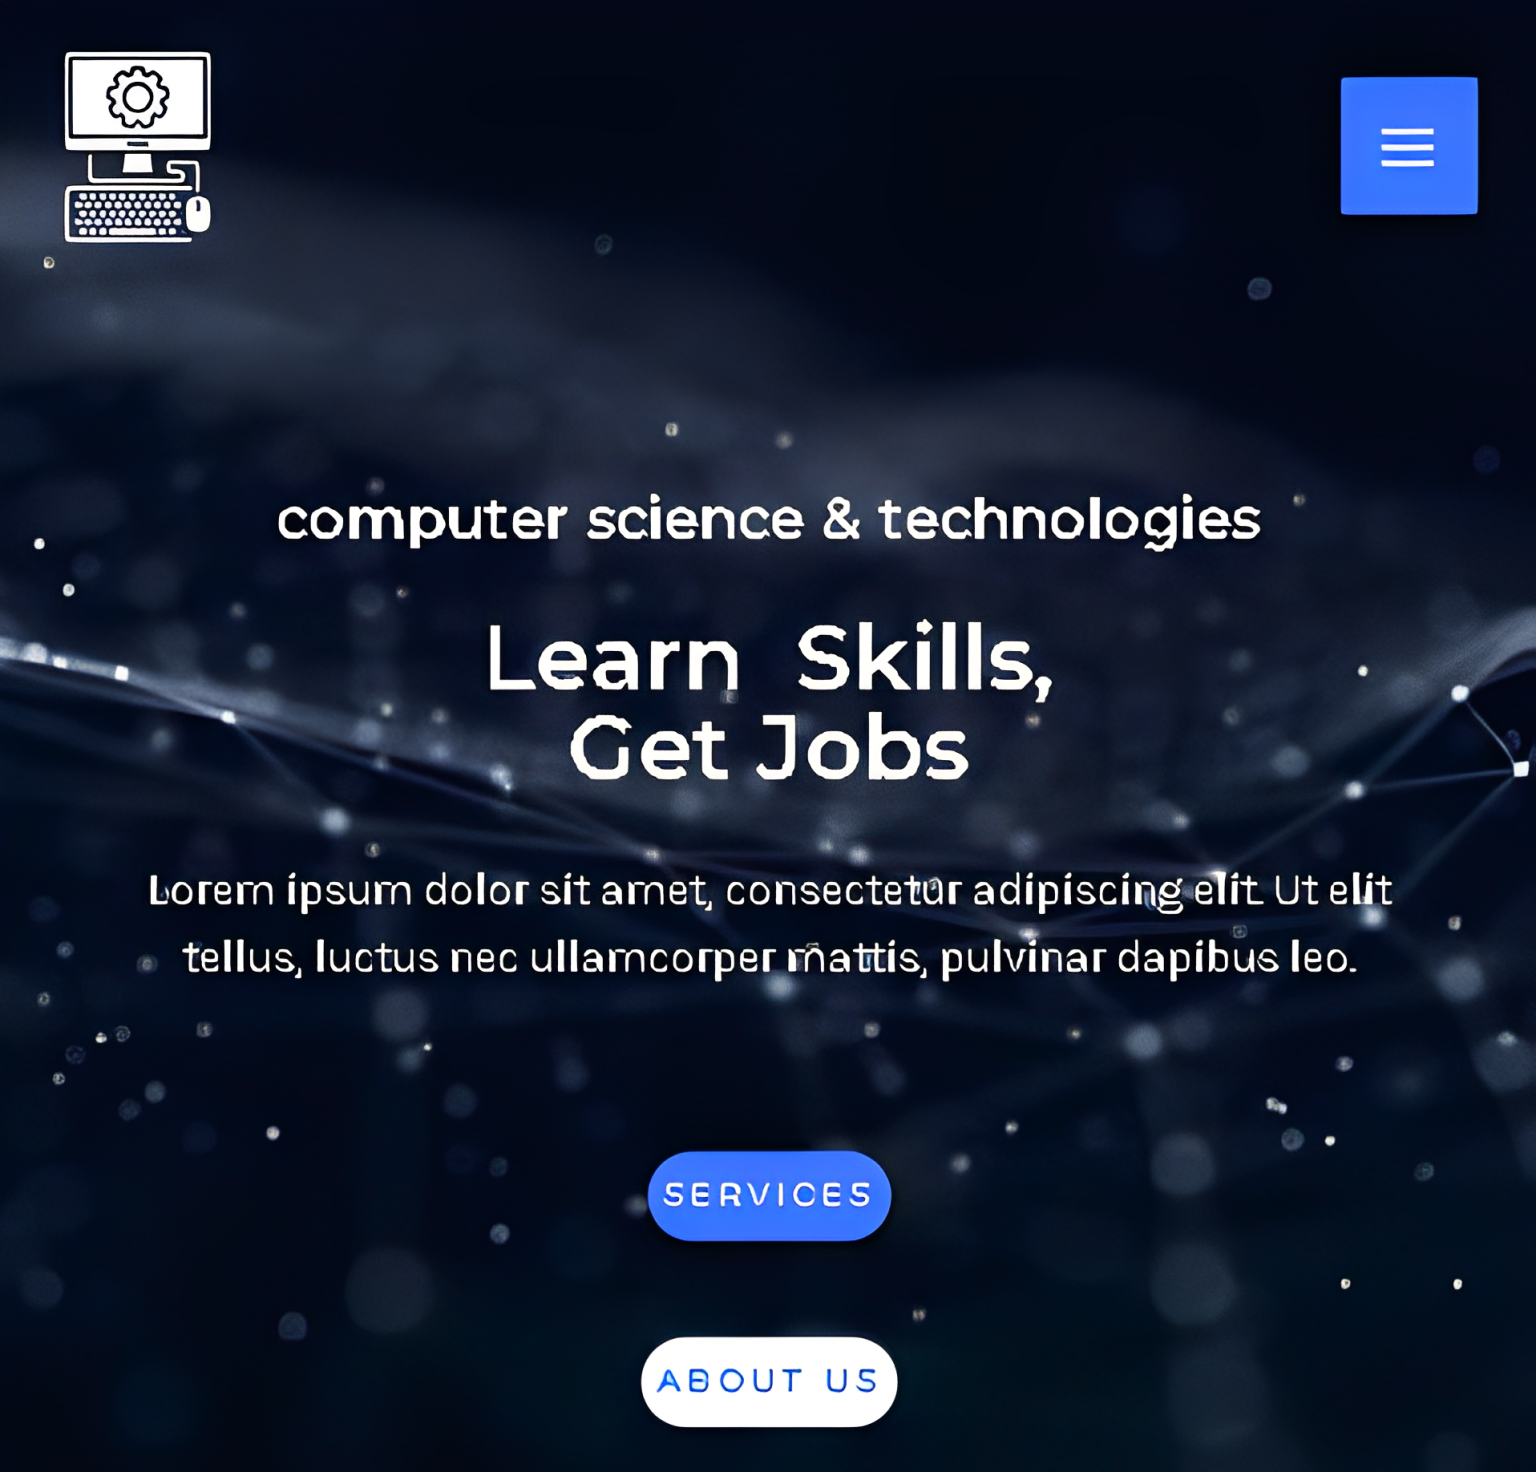 computer science & technologies
Learn Skills,
Get Jobs
Lorem ipsum dolor sit amet, consectetur adipiscing elit. Ut elit
tellus, luctus nec ullamcorper mattis, pulvinar dapibus leo.
SERVICES
ABOUT US